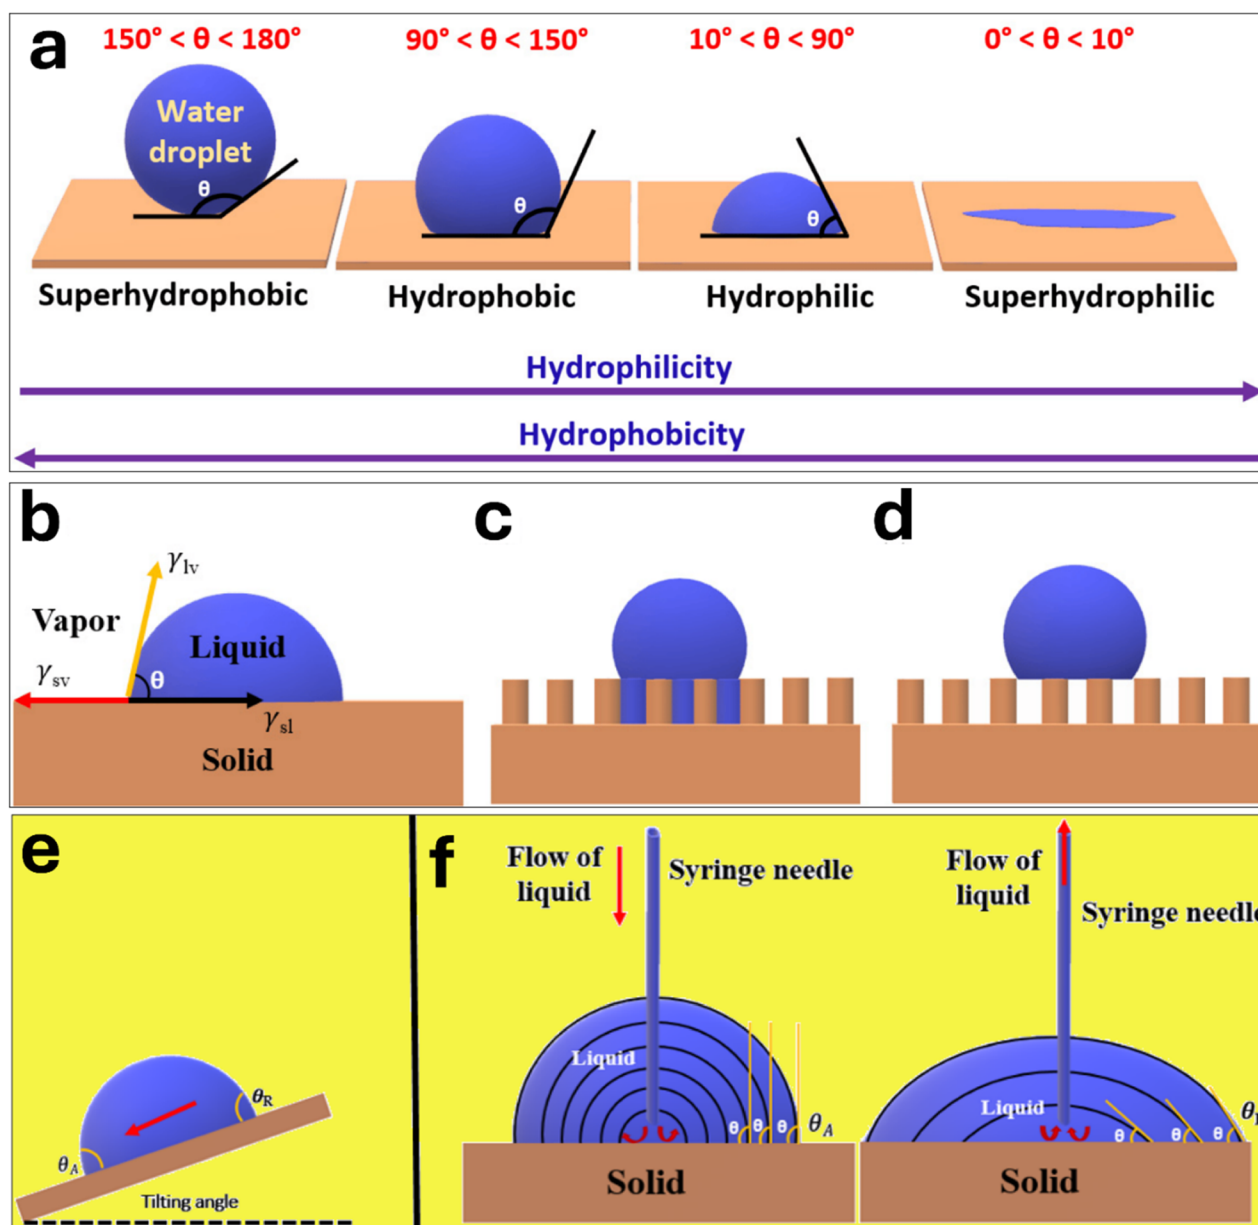 a
150° < θ < 180°
90° < θ < 150°
10° < θ < 90°
0° < θ < 10°
Water
droplet
θ
θ
θ
Superhydrophobic
Hydrophobic
Hydrophilic
Superhydrophilic
Hydrophilicity
Hydrophobicity
b
γlv
Vapor
Liquid
γsv
θ
γsl
Solid
c
d
e
θR
θA
Tilting angle
f
Flow of
liquid
Syringe needle
Liquid
θ
θ
θ
θA
Solid
Flow of
liquid
Syringe needle
Liquid
θ
θ
θ
θ
Solid